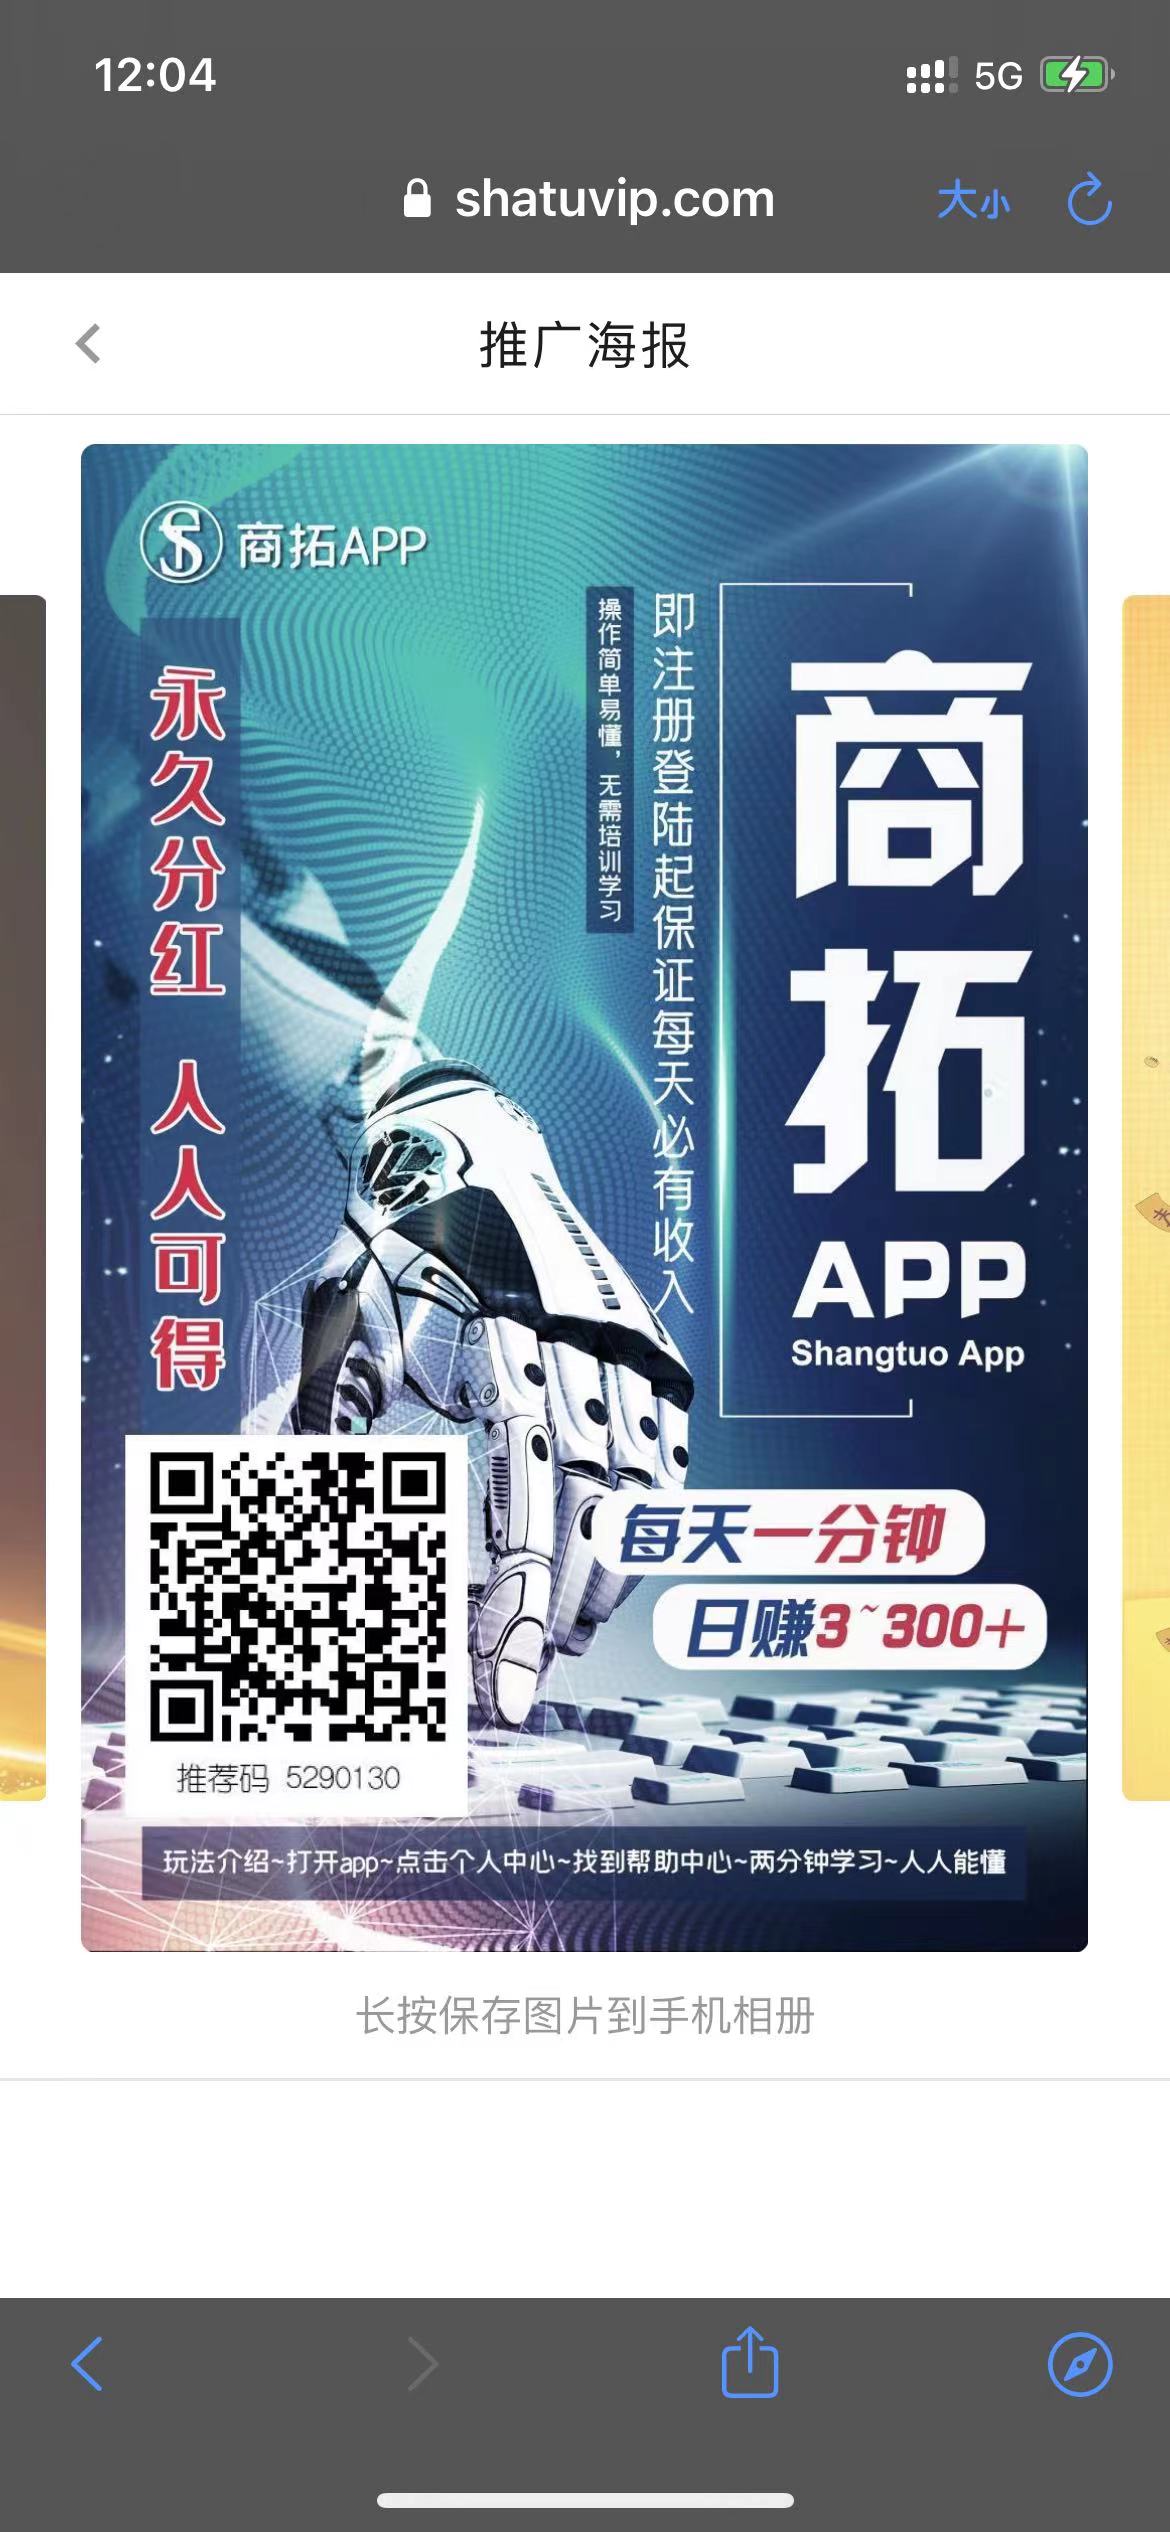 12:04
5G
shatuvip.com
大小
推广海报
商拓APP
商拓
APP
Shangtuo App
即注册登陆起保证每天必有收入
操作简单易懂，无需培训学习
永久分红 人人可得
每天一分钟
日赚3~300+
推荐码 5290130
玩法介绍~打开app~点击个人中心~找到帮助中心~两分钟学习~人人能懂
长按保存图片到手机相册